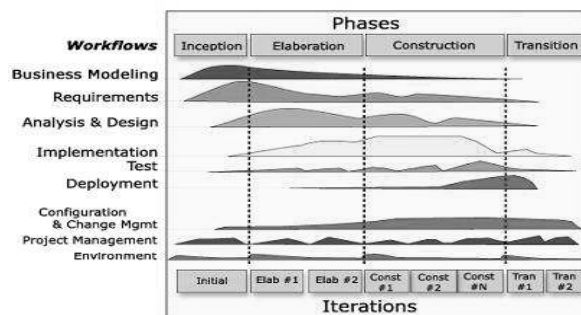 Phases
Workflows
Inception Elaboration Construction Transition
Business Modeling
Requirements
Analysis & Design
Implementation
Test
Deployment
Configuration
& Change Mgmt
Project Management
Environment
Initial Elab #1 Elab #2 Const #1 Const #2 Const #N Tran #1 Tran #2
Iterations